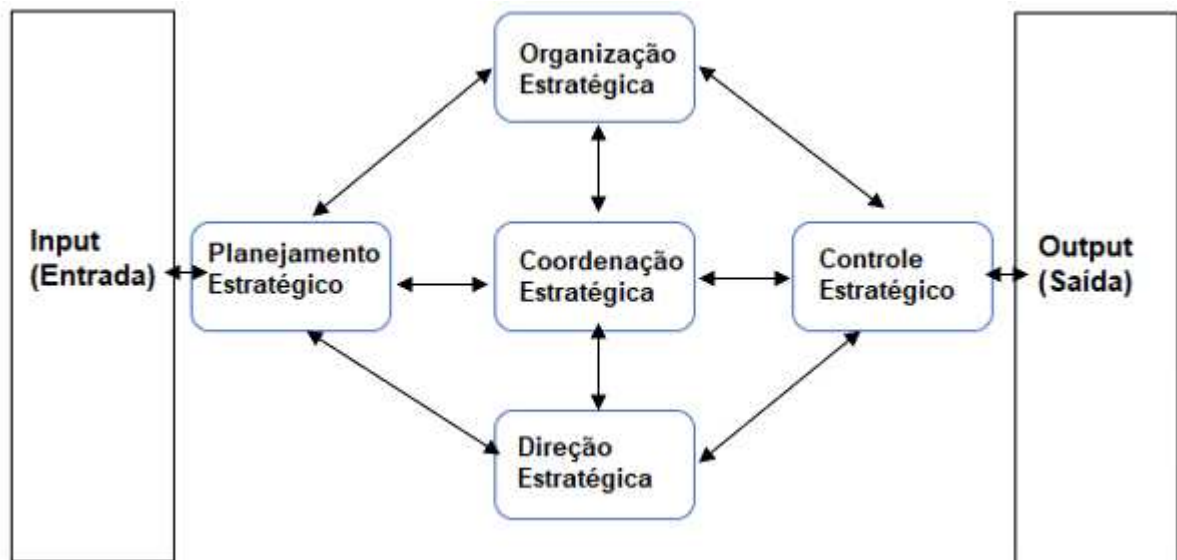 Organização
Estratégica
Input
(Entrada)
Planejamento
Estratégico
Coordenação
Estratégica
Controle
Estratégico
Output
(Saída)
Direção
Estratégica